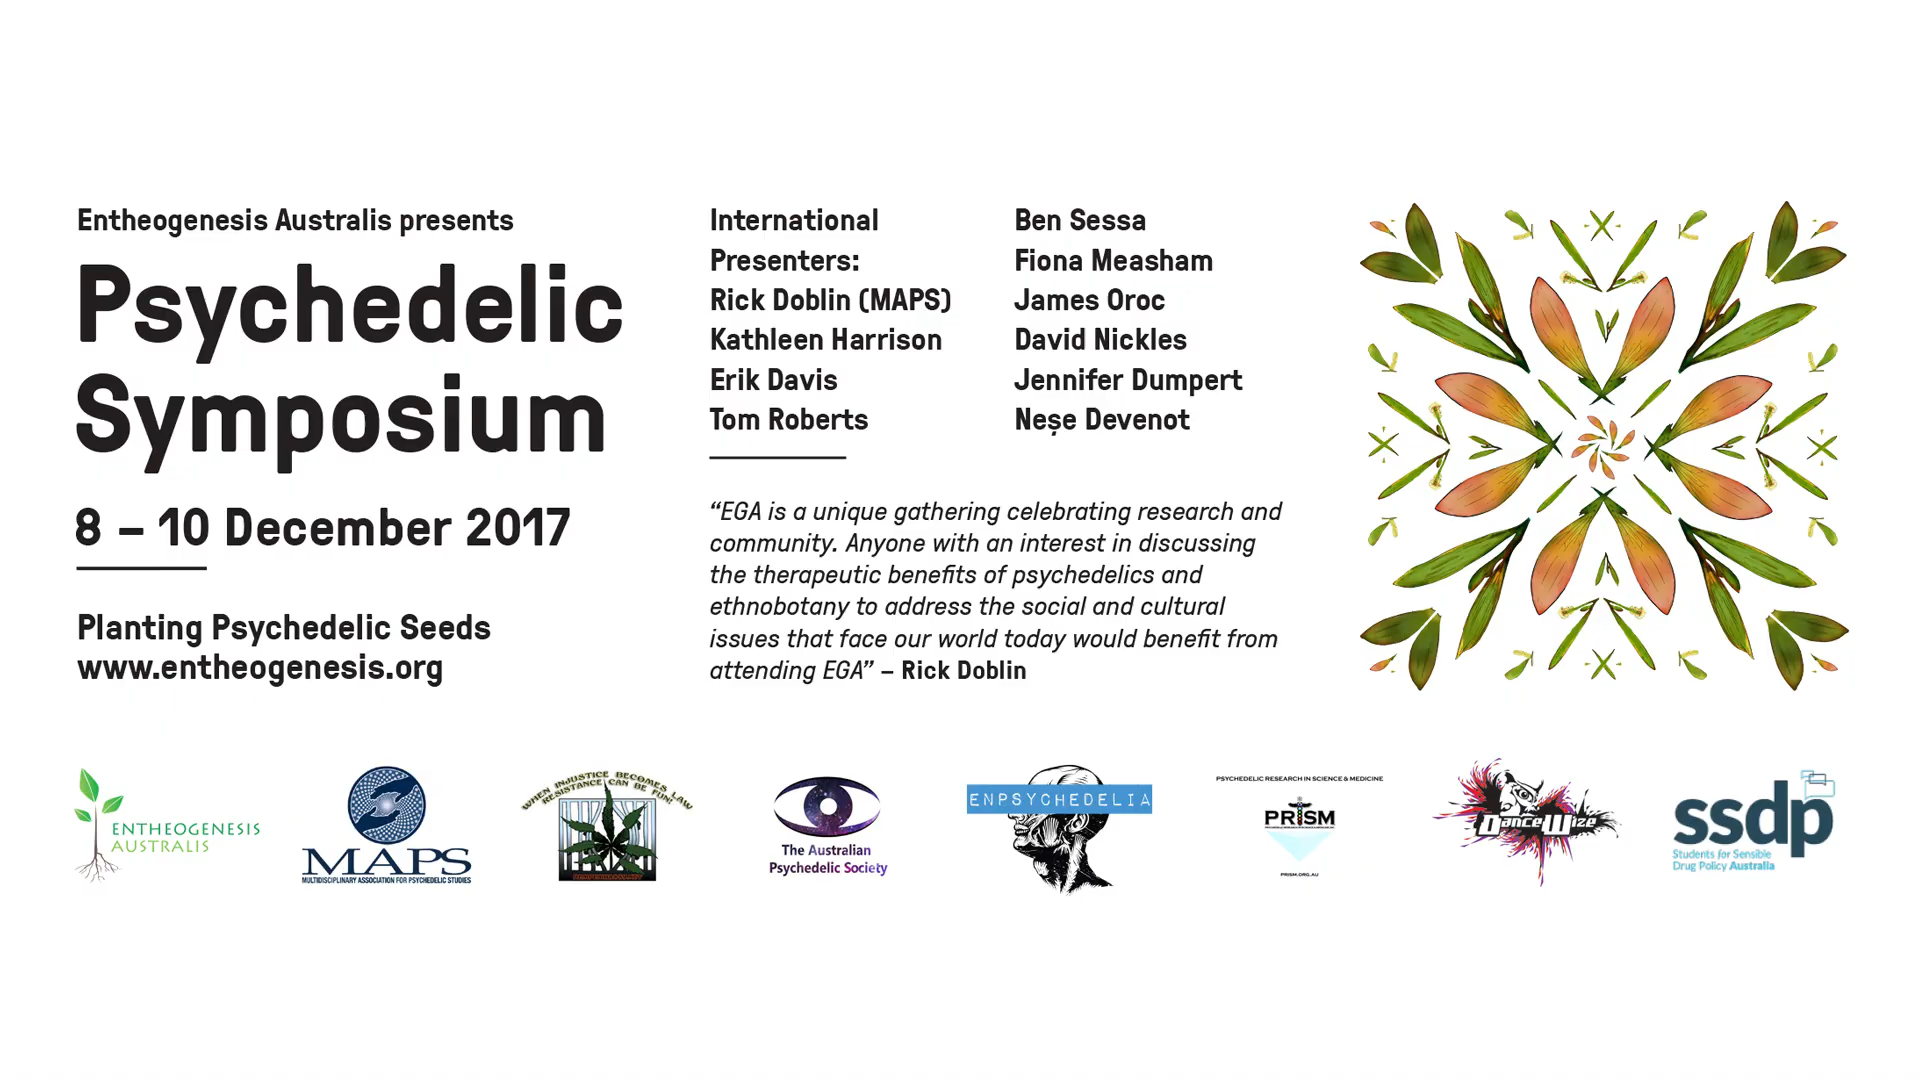 Entheogenesis Australis presents
Psychedelic
Symposium
8 – 10 December 2017
Planting Psychedelic Seeds
www.entheogenesis.org
International
Presenters:
Rick Doblin (MAPS)
Kathleen Harrison
Erik Davis
Tom Roberts
Ben Sessa
Fiona Measham
James Oroc
David Nickles
Jennifer Dumpert
Neşe Devenot
“EGA is a unique gathering celebrating research and
community. Anyone with an interest in discussing
the therapeutic benefits of psychedelics and
ethnobotany to address the social and cultural
issues that face our world today would benefit from
attending EGA” – Rick Doblin
ENTHEOGENESIS
AUSTRALIS
MAPS
MULTIDISCIPLINARY ASSOCIATION FOR PSYCHEDELIC STUDIES
WHEN INJUSTICE BECOMES LAW
RESISTANCE CAN BE FUN!
The Australian
Psychedelic Society
ENPSYCHEDELIA
PSYCHEDELIC RESEARCH IN SCIENCE & MEDICINE
PRISM
PRISM.ORG.AU
DanceWize
ssdp
Students for Sensible
Drug Policy Australia